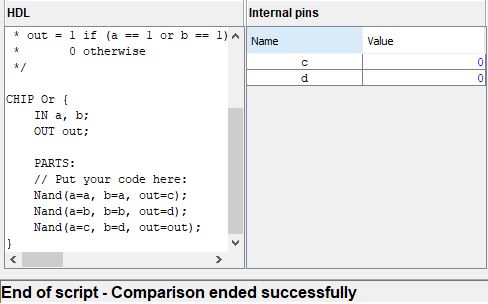 HDL
* out = 1 if (a == 1 or b == 1)
* 0 otherwise
*/
CHIP Or {
IN a, b;
OUT out;
PARTS:
// Put your code here:
Nand(a=a, b=a, out=c);
Nand(a=b, b=b, out=d);
Nand(a=c, b=d, out=out);
}
Internal pins
Name Value
c 0
d 0
End of script - Comparison ended successfully